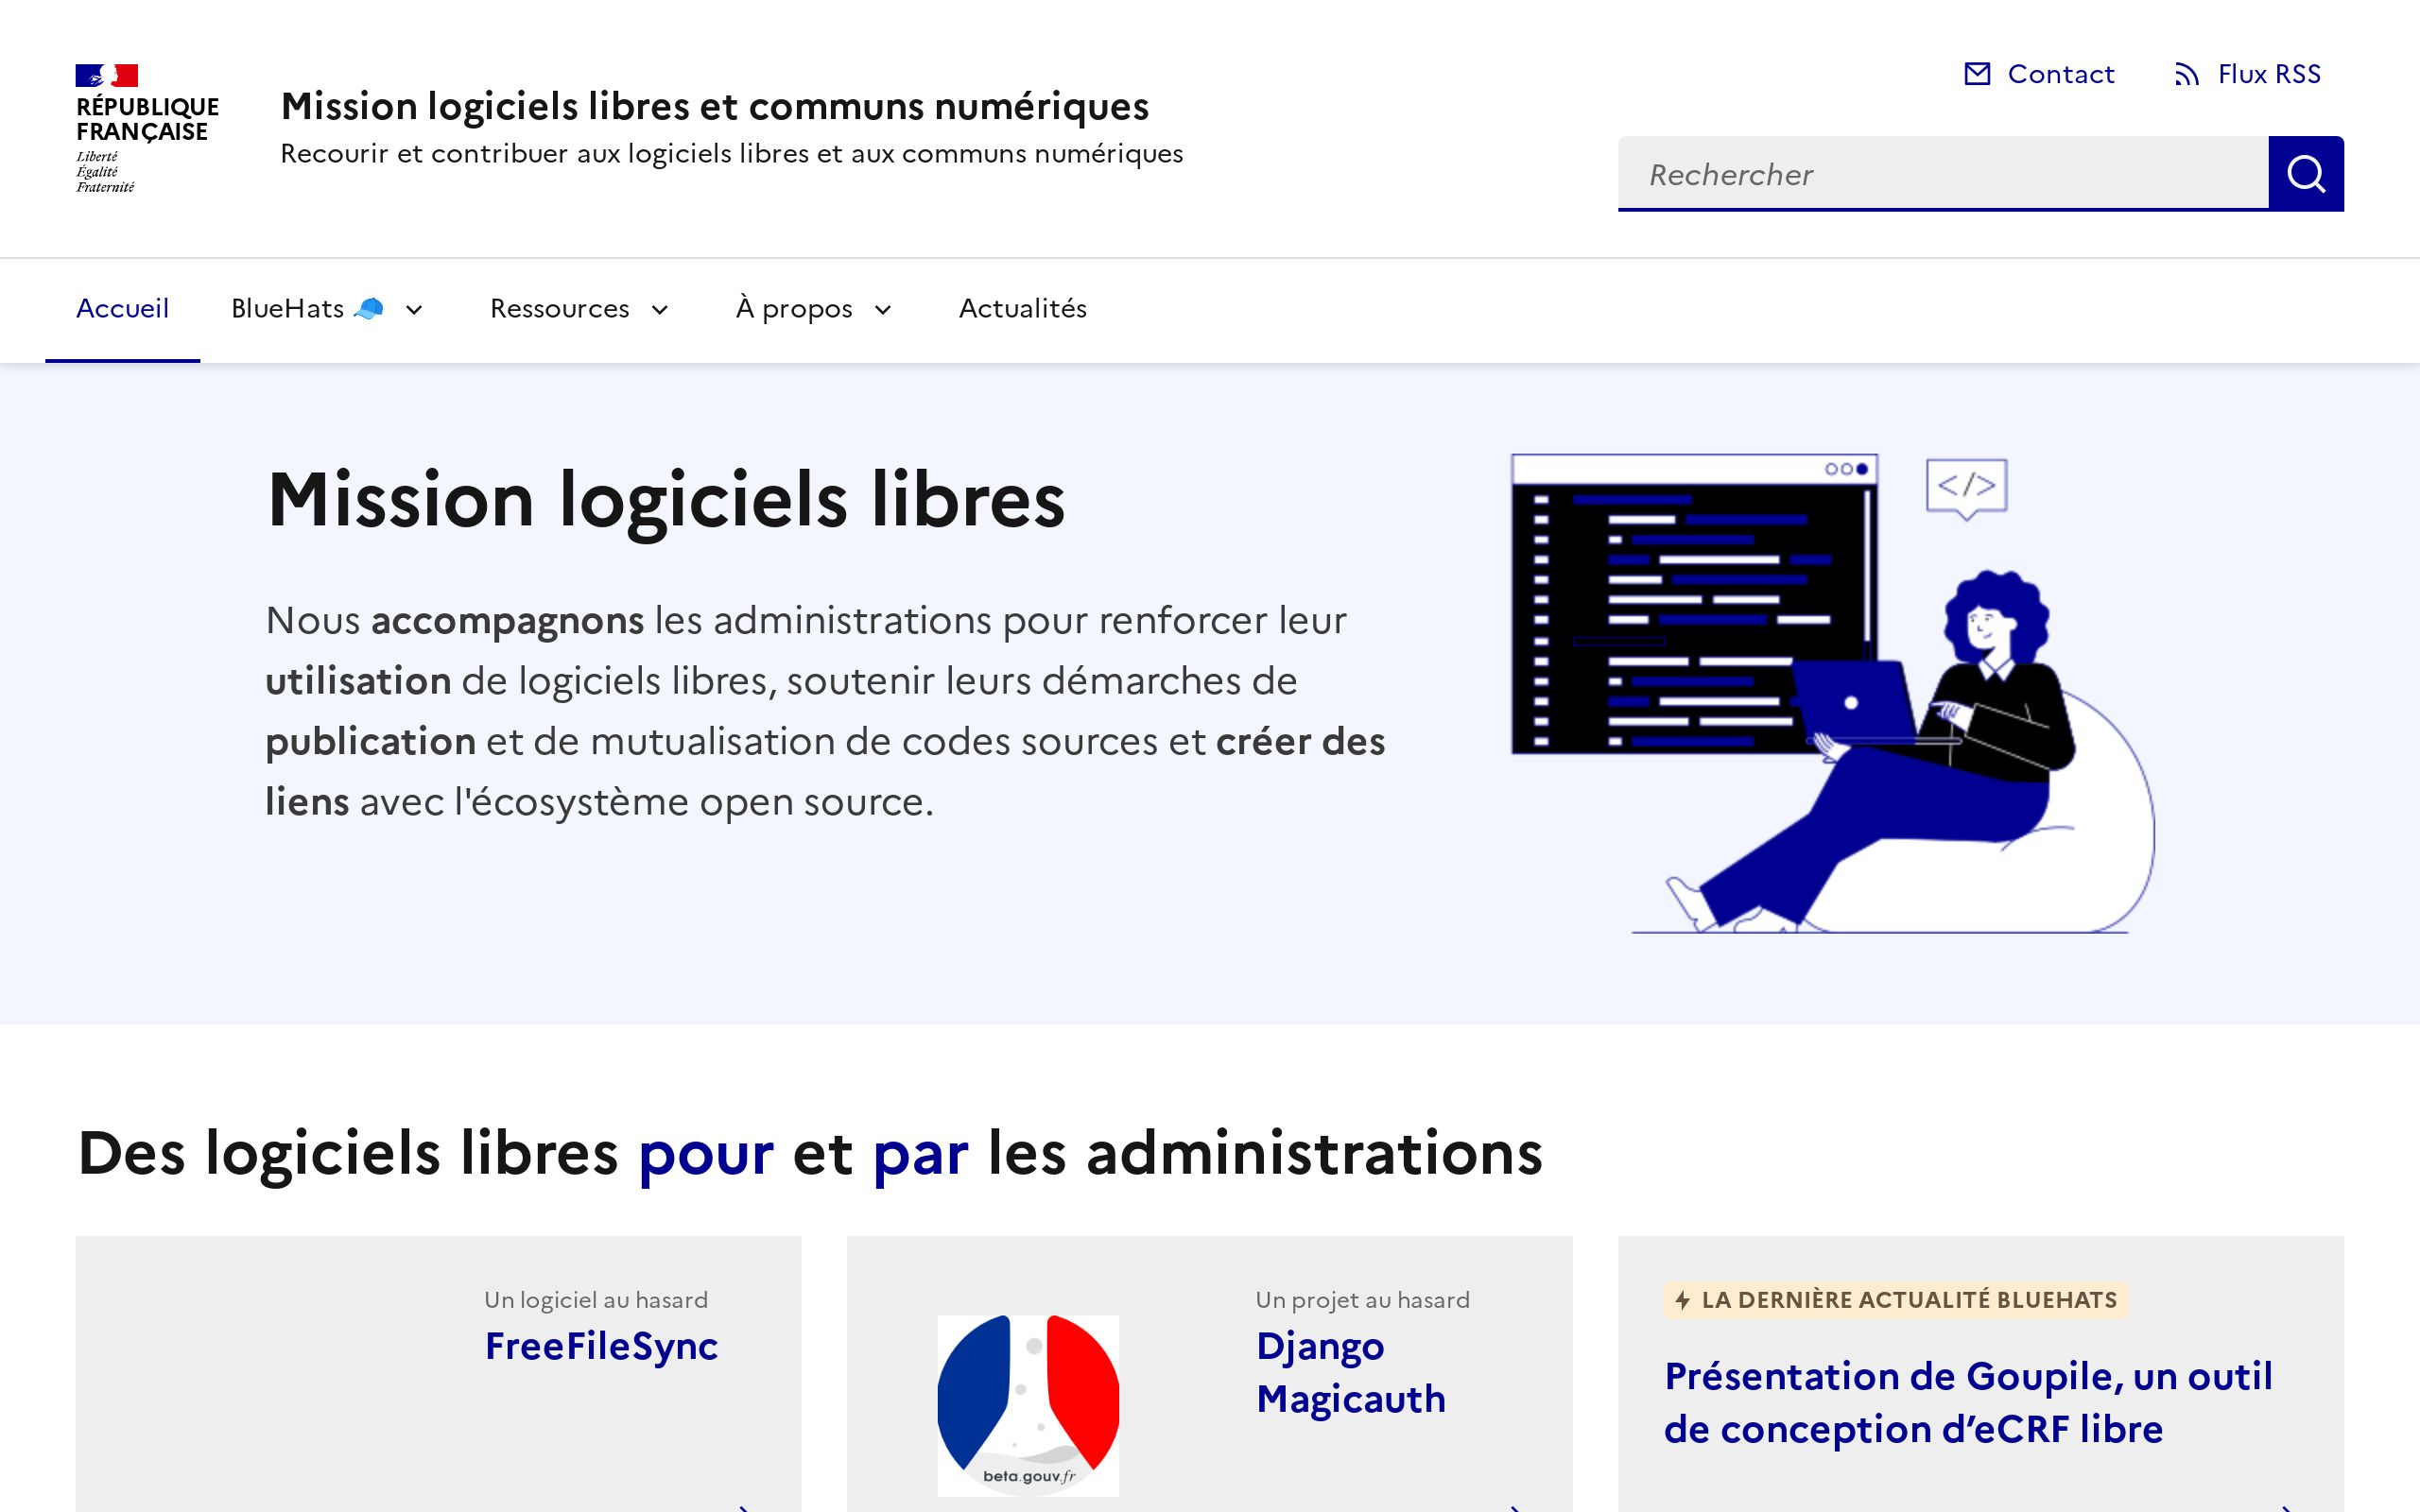 RÉPUBLIQUE
FRANÇAISE
Liberté
Égalité
Fraternité
Mission logiciels libres et communs numériques
Recourir et contribuer aux logiciels libres et aux communs numériques
Contact
Flux RSS
Rechercher
Accueil
BlueHats 🧢
Ressources
À propos
Actualités
Mission logiciels libres
Nous accompagnons les administrations pour renforcer leur
utilisation de logiciels libres, soutenir leurs démarches de
publication et de mutualisation de codes sources et créer des
liens avec l'écosystème open source.
</>
Des logiciels libres pour et par les administrations
Un logiciel au hasard
FreeFileSync
beta.gouv.fr
Un projet au hasard
Django
Magicauth
LA DERNIÈRE ACTUALITÉ BLUEHATS
Présentation de Goupile, un outil
de conception d’eCRF libre